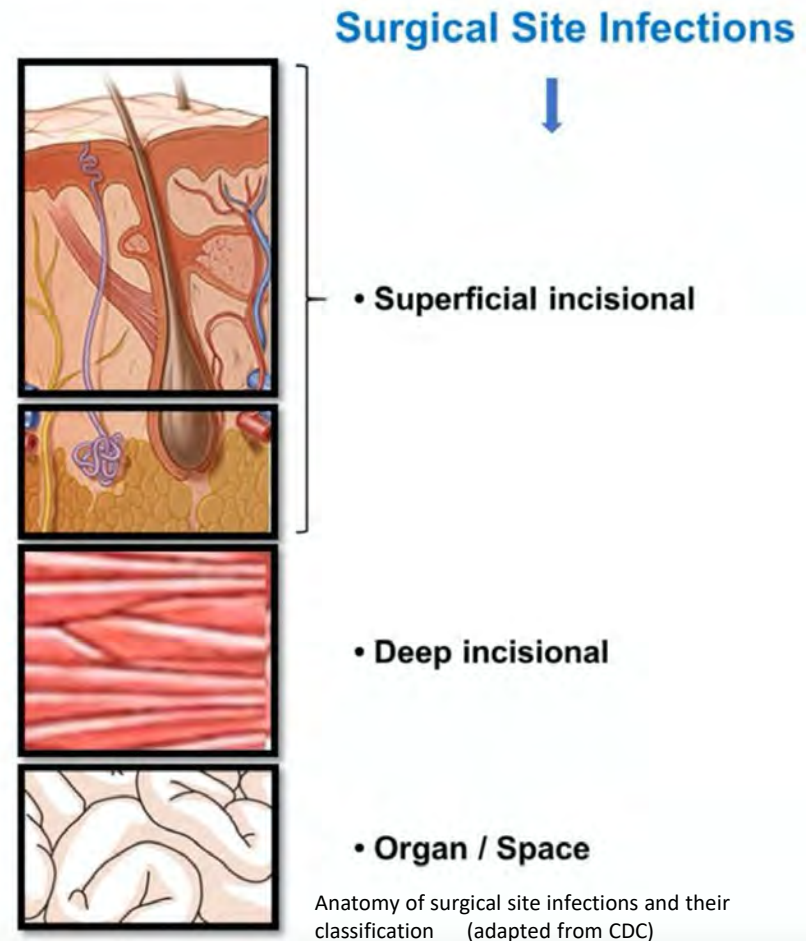 Surgical Site Infections
• Superficial incisional
• Deep incisional
• Organ / Space
Anatomy of surgical site infections and their
classification (adapted from CDC)